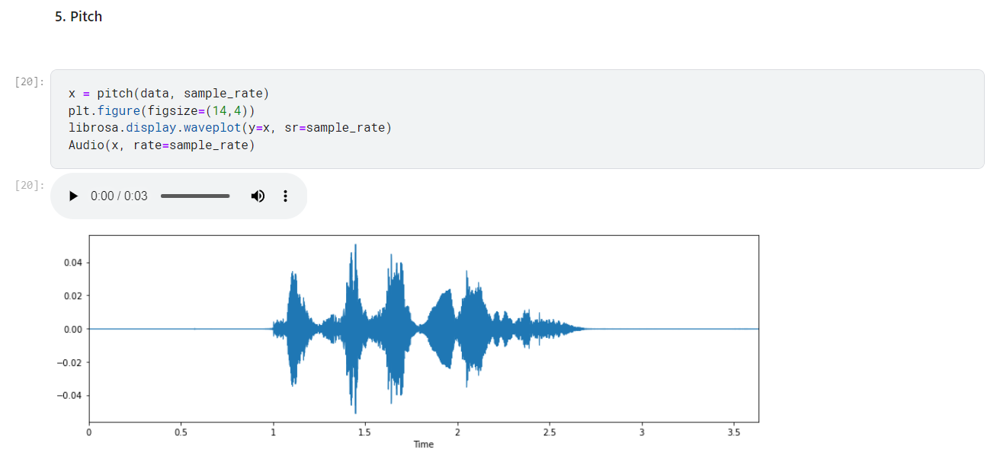 5. Pitch
[20]:
x = pitch(data, sample_rate)
plt.figure(figsize=(14,4))
librosa.display.waveplot(y=x, sr=sample_rate)
Audio(x, rate=sample_rate)
[20]:
0:00 / 0:03
0.04
0.02
0.00
−0.02
−0.04
0 0.5 1 1.5 2 2.5 3 3.5
Time